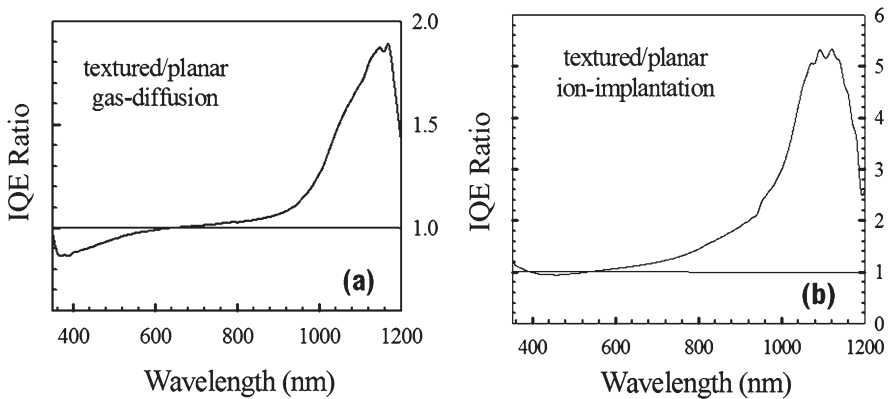 textured/planar
gas-diffusion
IQE Ratio
2.0
1.5
1.0
(a)
400 600 800 1000 1200
Wavelength (nm)
textured/planar
ion-implantation
IQE Ratio
6
5
4
3
2
1
0
(b)
400 600 800 1000 1200
Wavelength (nm)